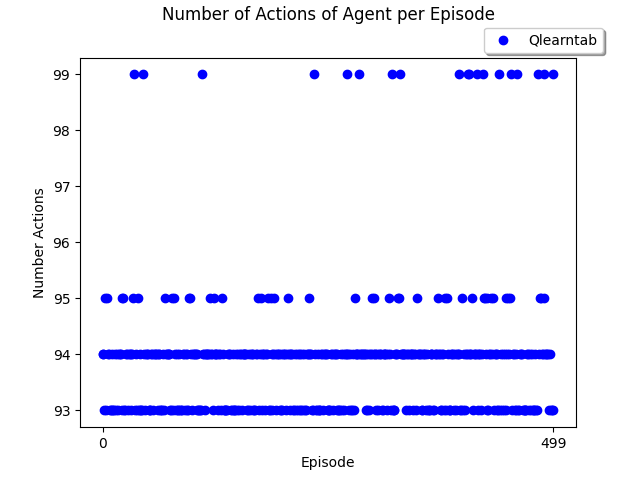 Number of Actions of Agent per Episode
Qlearntab
99
98
97
96
95
94
93
Number Actions
0
499
Episode